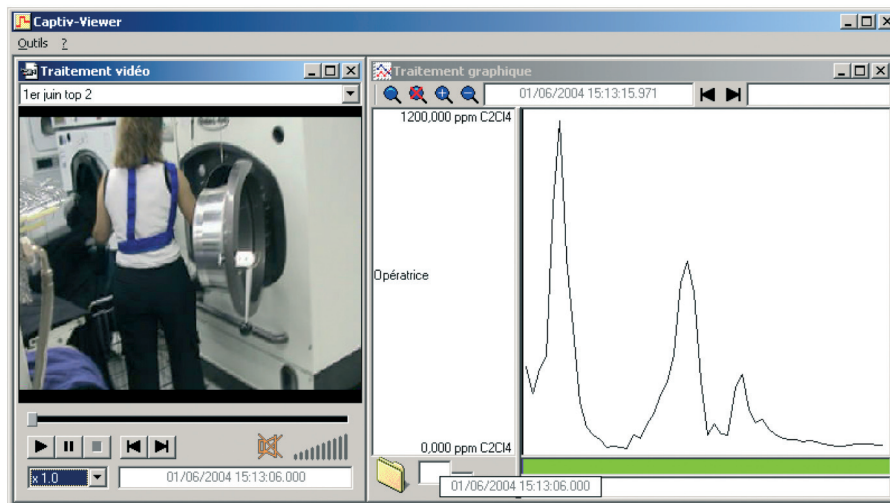 Captiv-Viewer
Outils ?
Traitement vidéo
1er juin top 2
x 1.0
01/06/2004 15:13:06.000
Traitement graphique
01/06/2004 15:13:15.971
1200,000 ppm C2Cl4
Opératrice
0,000 ppm C2Cl4
01/06/2004 15:13:06.000